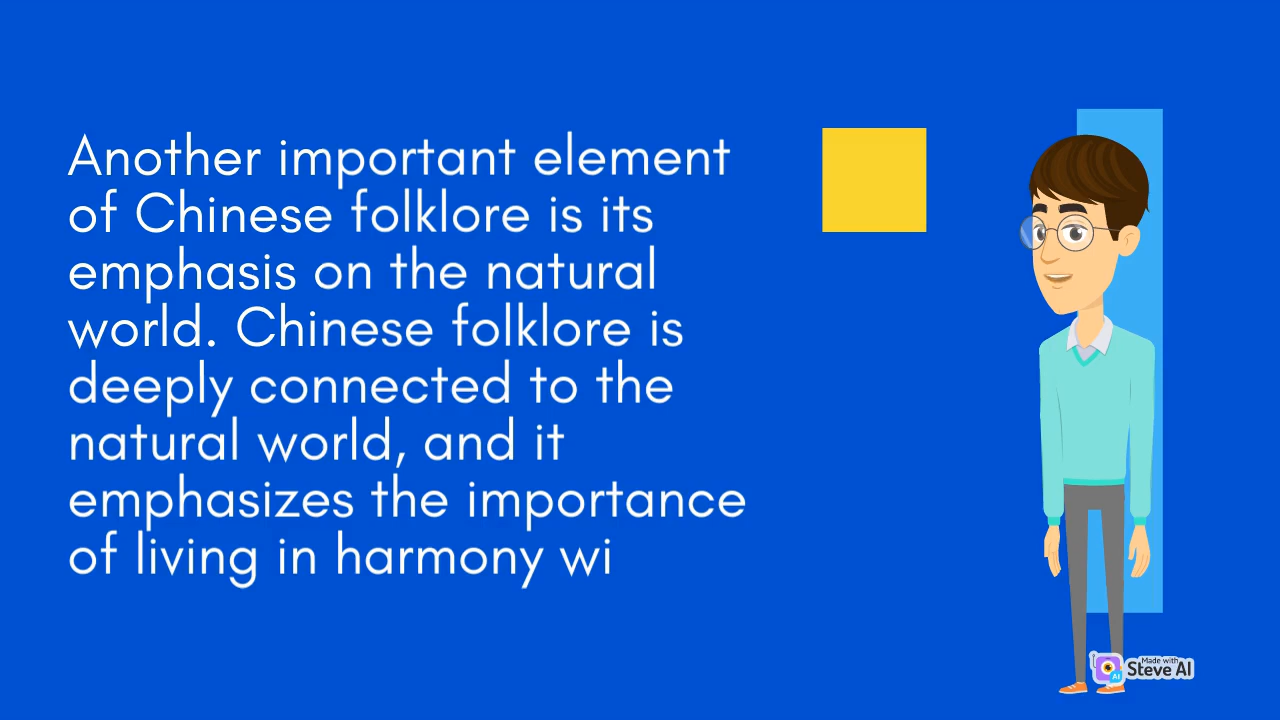 Another important element
of Chinese folklore is its
emphasis on the natural
world. Chinese folklore is
deeply connected to the
natural world, and it
emphasizes the importance
of living in harmony wi
Made with
Steve AI
AI